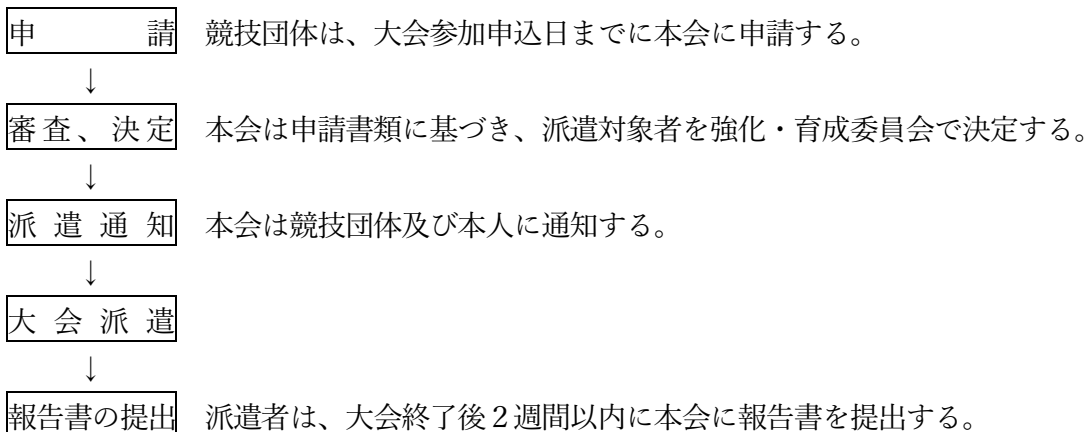 申請 競技団体は、大会参加申込日までに本会に申請する。
↓
審査、決定 本会は申請書類に基づき、派遣対象者を強化・育成委員会で決定する。
↓
派遣通知 本会は競技団体及び本人に通知する。
↓
大会派遣
↓
報告書の提出 派遣者は、大会終了後２週間以内に本会に報告書を提出する。